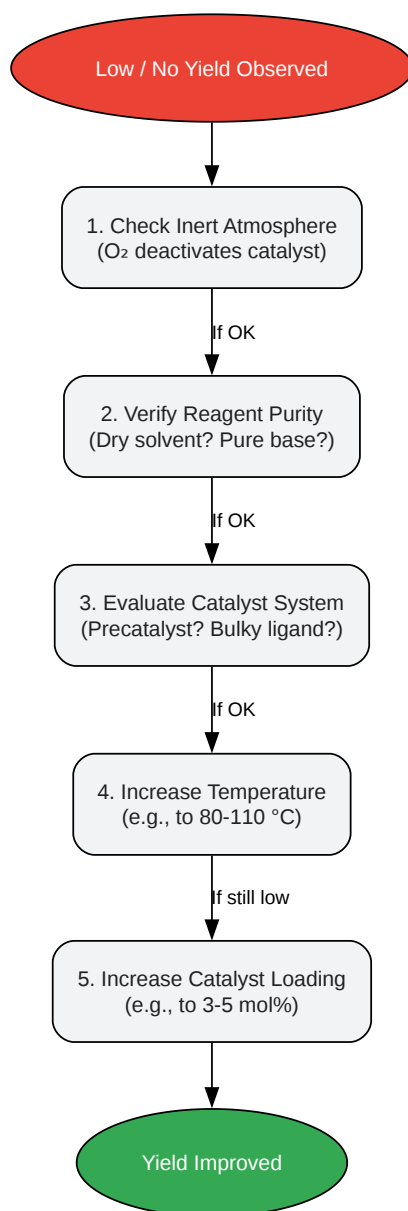 Low / No Yield Observed
1. Check Inert Atmosphere
(O₂ deactivates catalyst)
If OK
2. Verify Reagent Purity
(Dry solvent? Pure base?)
If OK
3. Evaluate Catalyst System
(Precatalyst? Bulky ligand?)
If OK
4. Increase Temperature
(e.g., to 80-110 °C)
If still low
5. Increase Catalyst Loading
(e.g., to 3-5 mol%)
Yield Improved